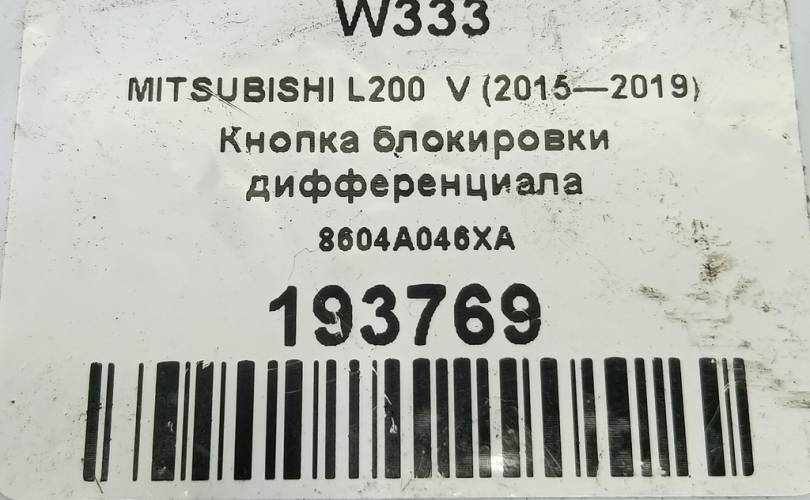 W333
MITSUBISHI L200 V (2015—2019)
Кнопка блокировки
дифференциала
8604A046XA
193769